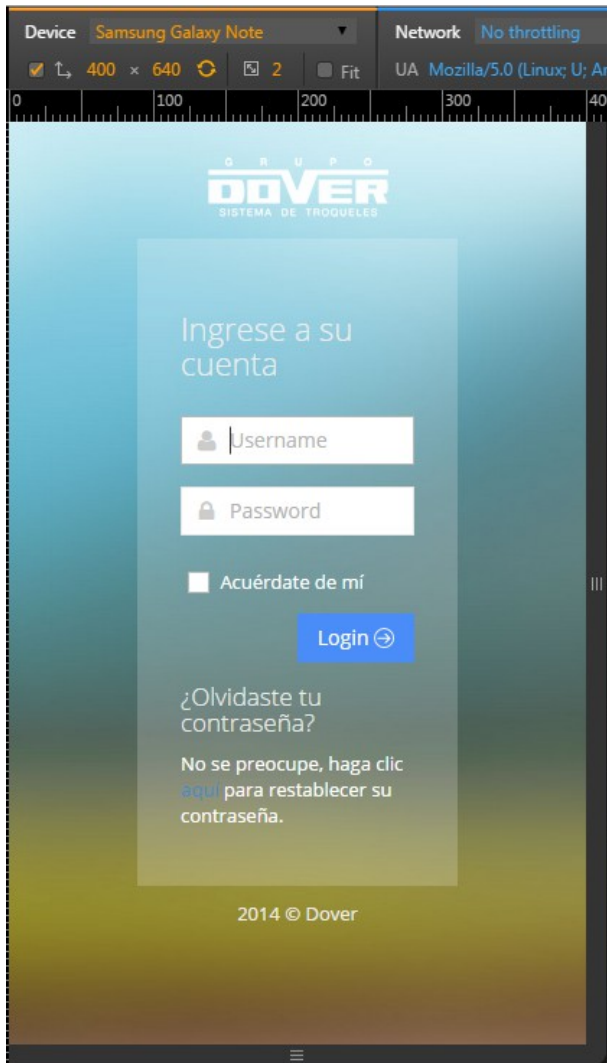 Device Samsung Galaxy Note Network No throttling
400 × 640 2 Fit UA Mozilla/5.0 (Linux; U; 
0 100 200 300 40
GRUPO
DOVER
SISTEMA DE TROQUELES
Ingrese a su
cuenta
Username
Password
Acuérdate de mí
Login
¿Olvidaste tu
contraseña?
No se preocupe, haga clic
aquí para restablecer su
contraseña.
2014 © Dover